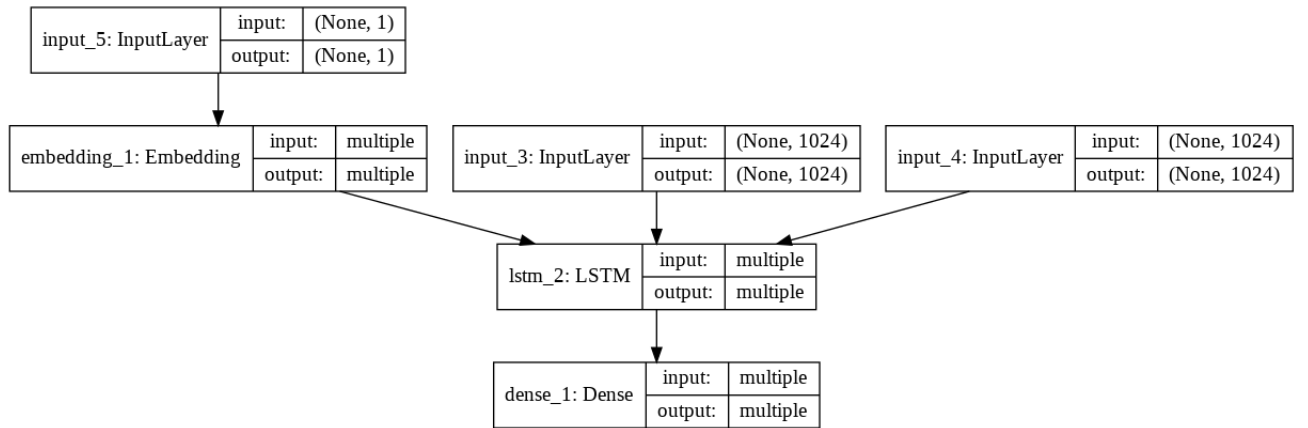 input_5: InputLayer
input: (None, 1)
output: (None, 1)
embedding_1: Embedding
input: multiple
output: multiple
input_3: InputLayer
input: (None, 1024)
output: (None, 1024)
input_4: InputLayer
input: (None, 1024)
output: (None, 1024)
lstm_2: LSTM
input: multiple
output: multiple
dense_1: Dense
input: multiple
output: multiple